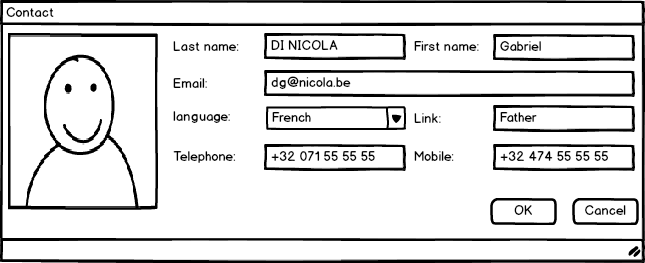 Contact
Last name: DI NICOLA First name: Gabriel
Email: dg@nicola.be
language: French Link: Father
Telephone: +32 071 55 55 55 Mobile: +32 474 55 55 55
OK Cancel